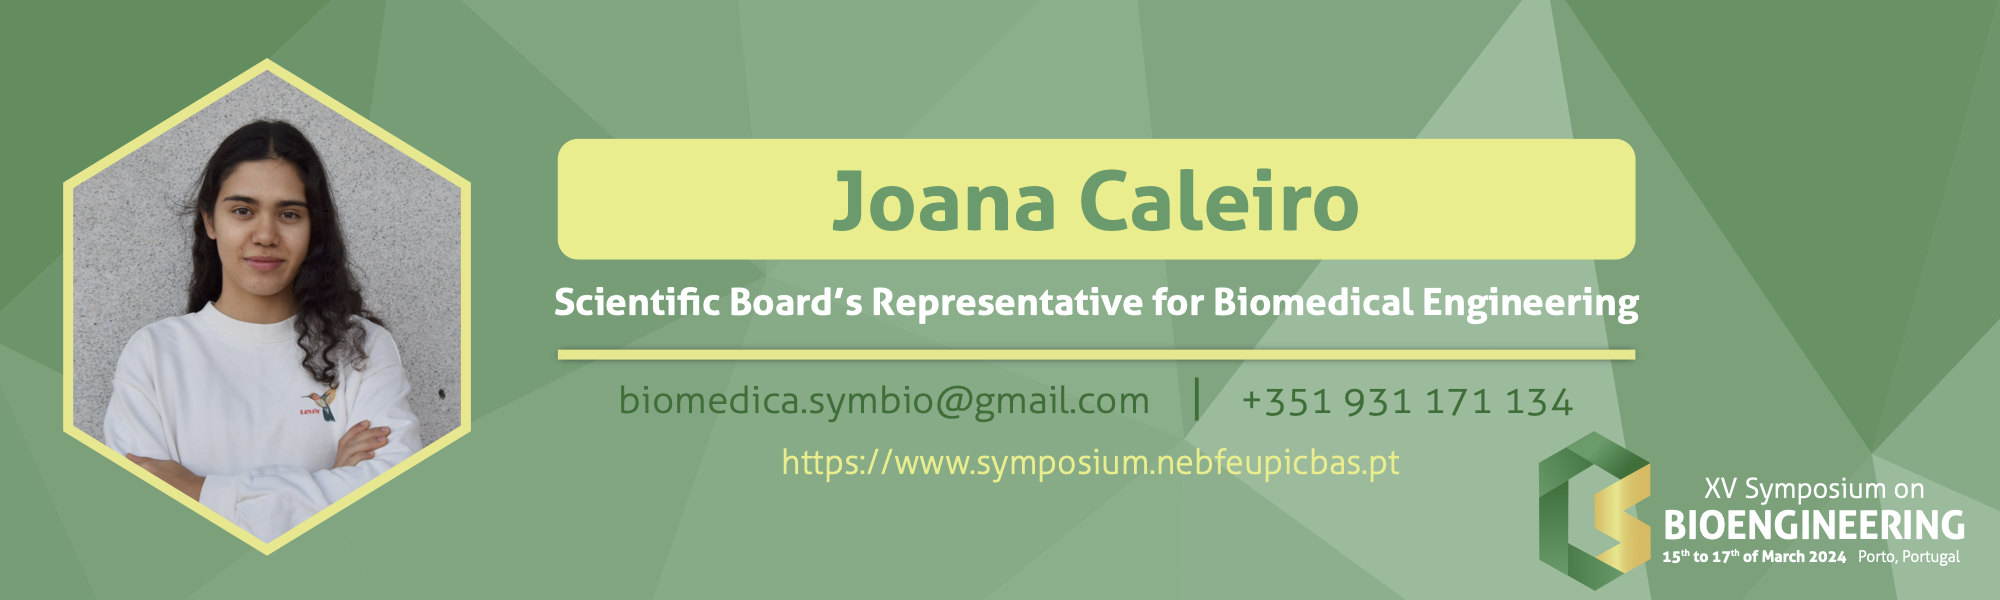 Joana Caleiro
Scientific Board's Representative for Biomedical Engineering
biomedica.symbio@gmail.com | +351 931 171 134
https://www.symposium.nebfeupicbas.pt
Levi's
XV Symposium on
BIOENGINEERING
15th to 17th of March 2024 Porto, Portugal